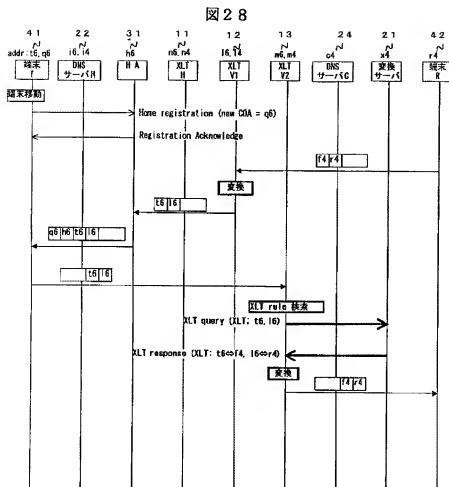 図２８
４１ ２２ ３１ １１ １２ １３ ２４ ２１ ４２
addr:t6,q6 i6,i4 h6 n6,n4 l6,l4 m6,m4 c4 x4 r4
端末 DNS HA XLT XLT XLT DNS 変換 端末
サーバH H V1 V2 サーバC サーバ R
端末移動
Home registration (new COA = q6)
Registration Acknowledge
f4 r4
変換
t6 l6
q6 h6 t6 l6
t6 l6
XLT rule 検索
XLT query (XLT; t6, l6)
XLT response (XLT: t6⇔f4, l6⇔r4)
変換
f4 r4